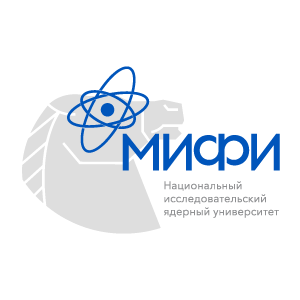 МИФИ
Национальный
исследовательский
ядерный университет